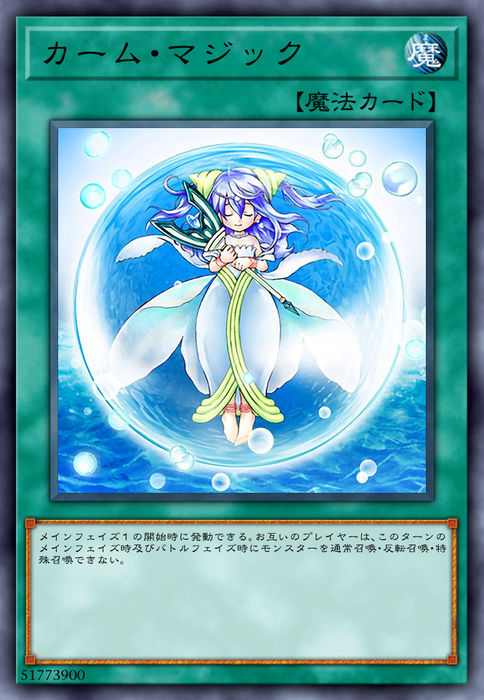 カーム・マジック
魔
【魔法カード】
メインフェイズ１の開始時に発動できる。お互いのプレイヤーは、このターンの
メインフェイズ時及びバトルフェイズ時にモンスターを通常召喚・反転召喚・特
殊召喚できない。
51773900